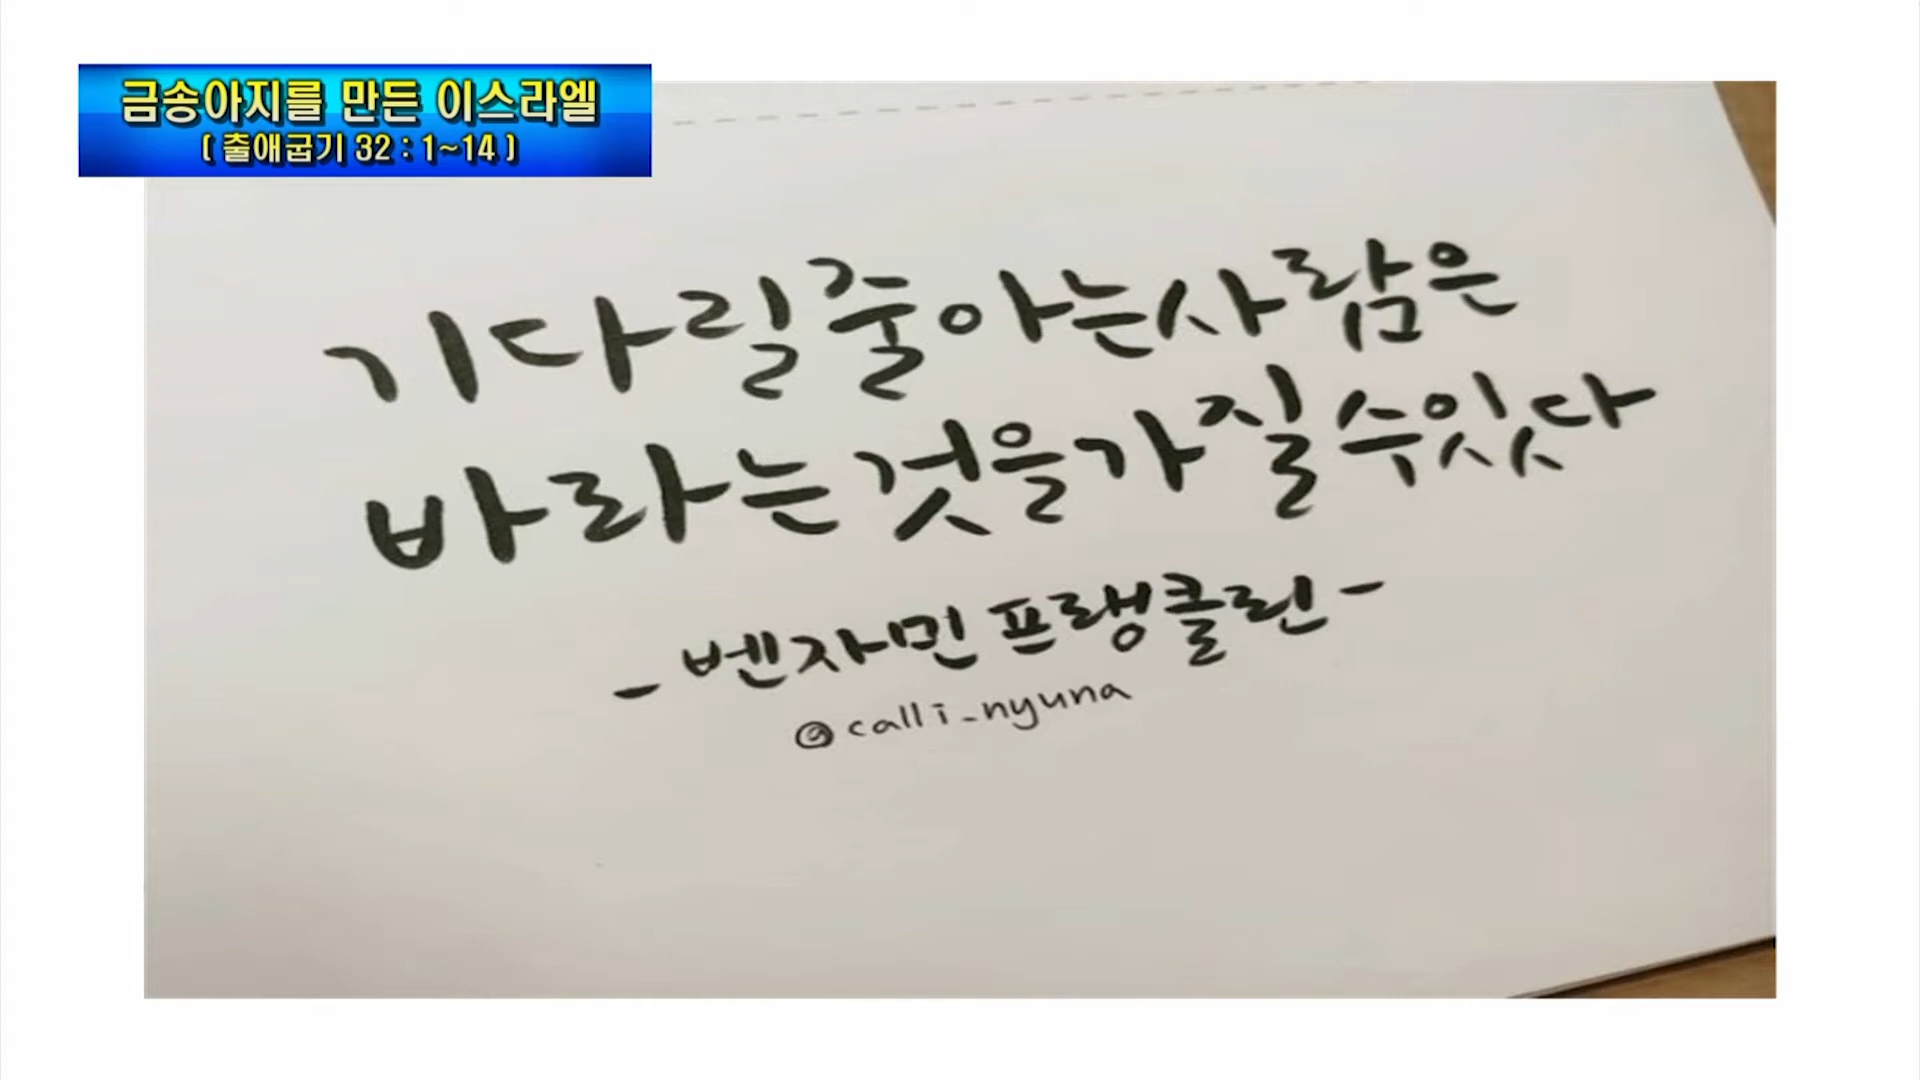 금송아지를 만든 이스라엘
( 출애굽기 32 : 1~14 )
기다릴 줄 아는 사람은
바라는 것을 가질 수 있다
- 벤자민 프랭클린 -
@calli_nyuna